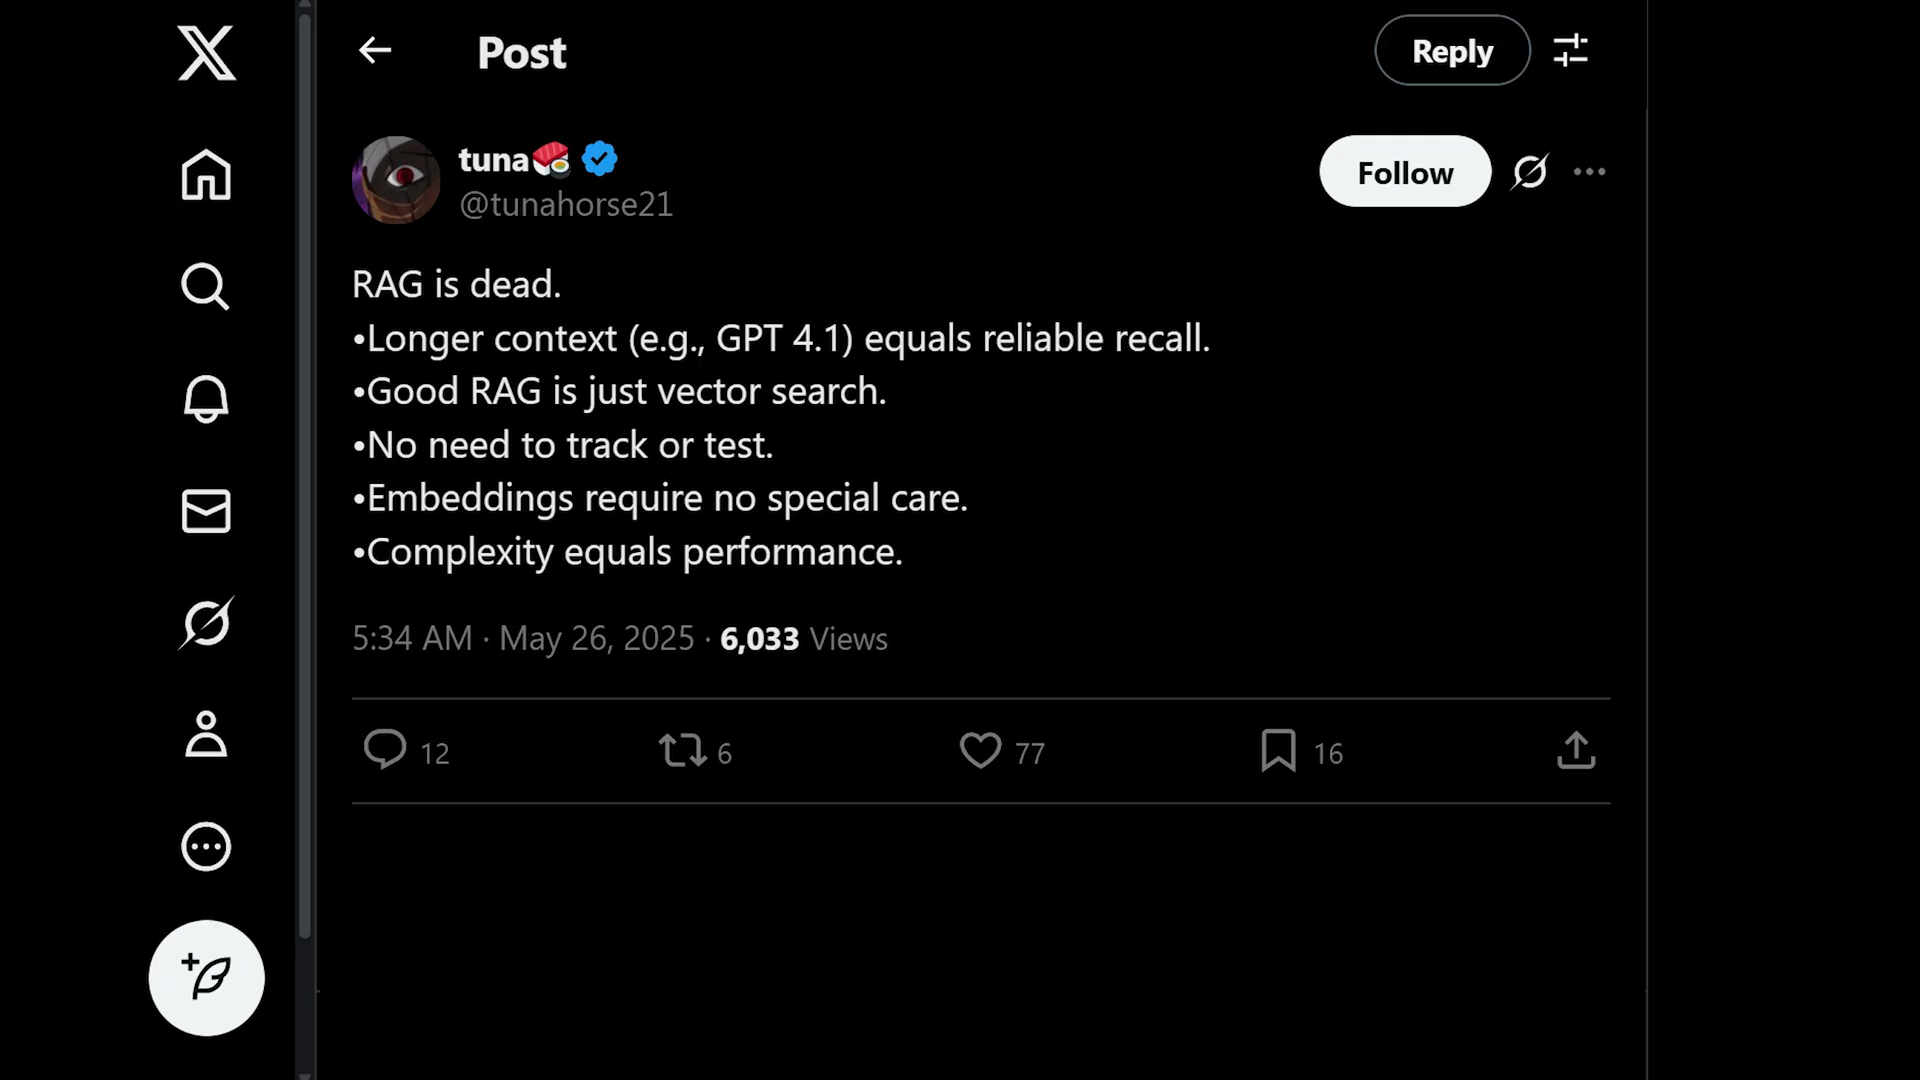 Post
Reply
tuna🍣
@tunahorse21
Follow
RAG is dead.
•Longer context (e.g., GPT 4.1) equals reliable recall.
•Good RAG is just vector search.
•No need to track or test.
•Embeddings require no special care.
•Complexity equals performance.
5:34 AM · May 26, 2025 · 6,033 Views
12 6 77 16